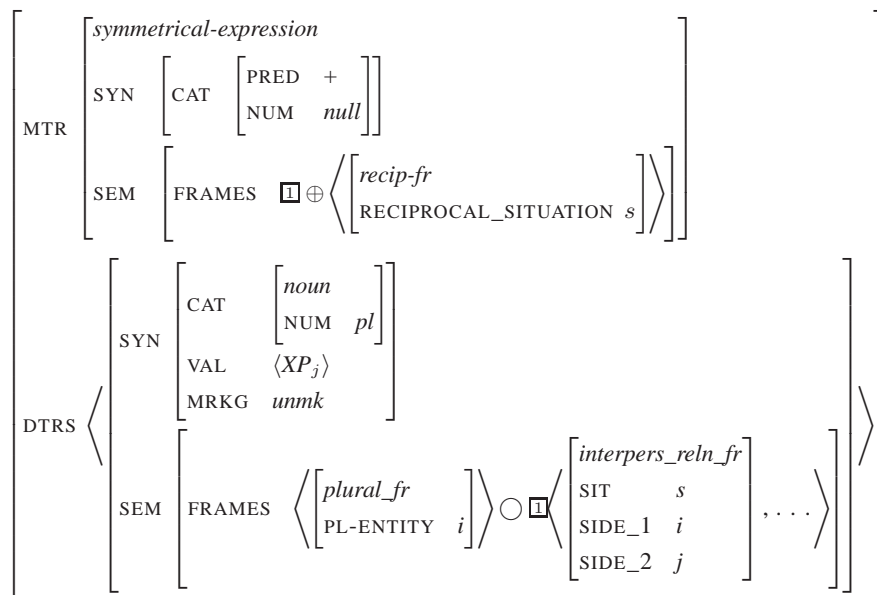 symmetrical-expression
SYN [CAT [PRED +
NUM null]]
MTR
SEM [FRAMES 1 ⊕ ⟨[recip-fr
RECIPROCAL_SITUATION s]⟩]
CAT [noun
NUM pl]
SYN
VAL ⟨XPj⟩
MRKG unmk
DTRS
SEM [FRAMES ⟨[plural_fr
PL-ENTITY i]⟩ ◯ 1 ⟨[interpers_reln_fr
SIT s
SIDE_1 i
SIDE_2 j], . . . ⟩]